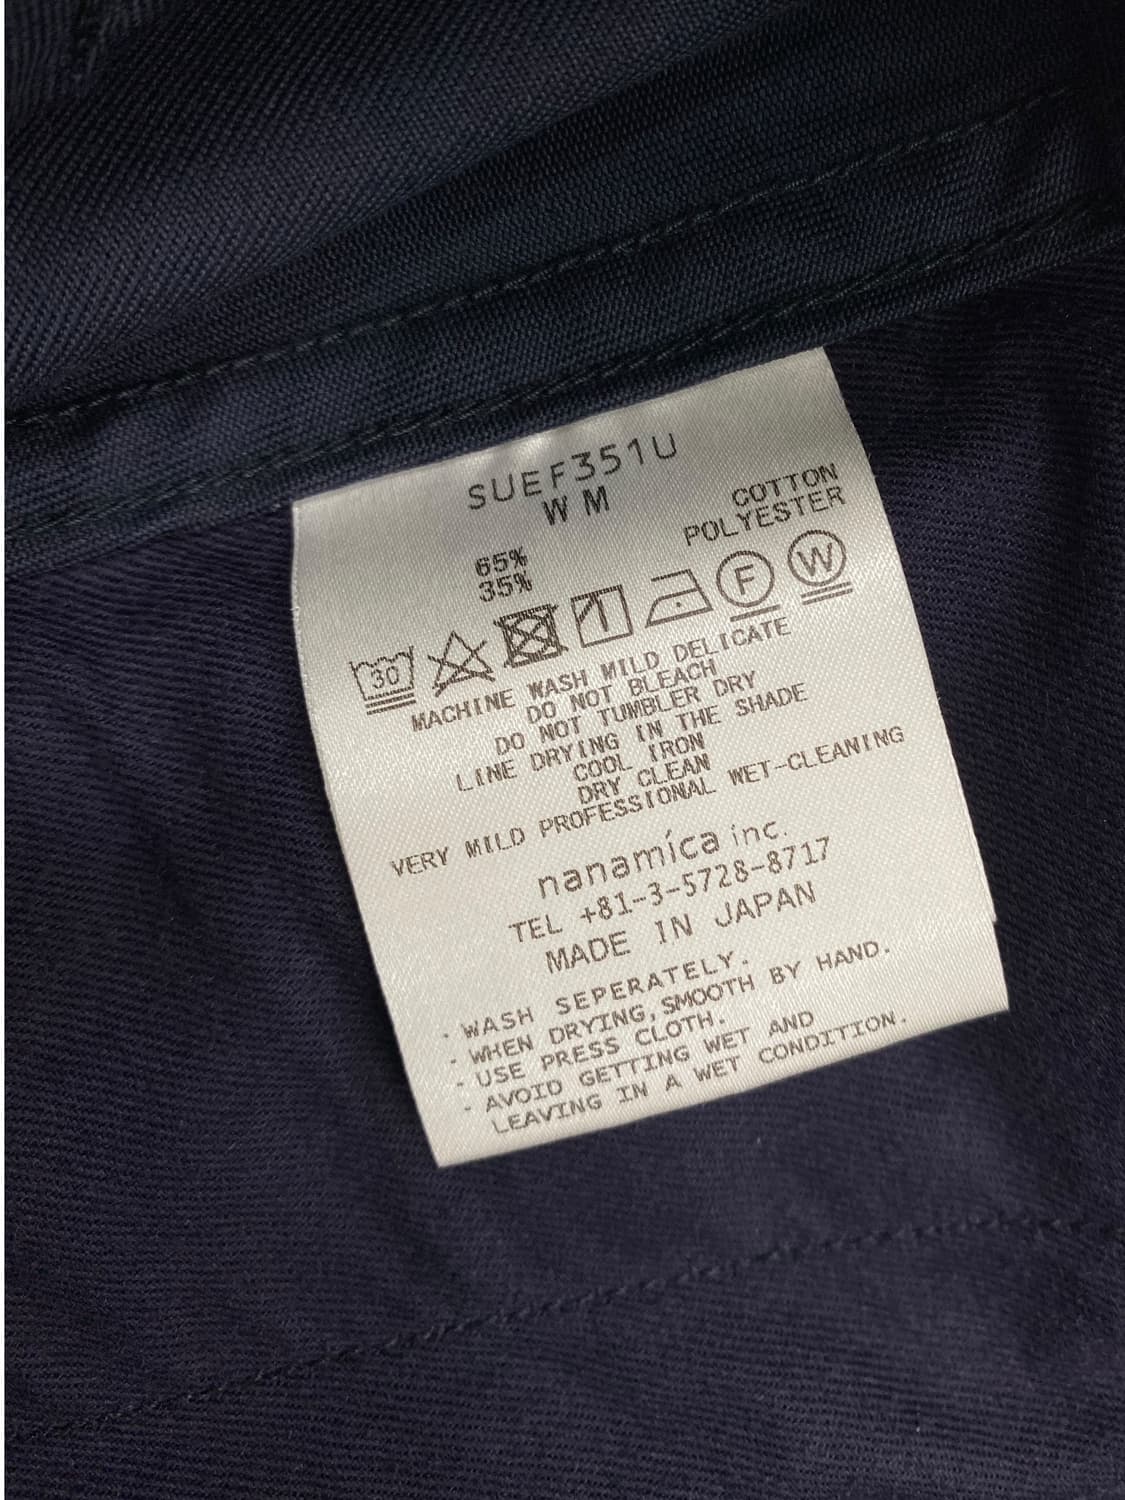 SUEF351U
W M
65% COTTON
35% POLYESTER
30 F W
MACHINE WASH MILD DELICATE
DO NOT BLEACH
DO NOT TUMBLER DRY
LINE DRYING IN THE SHADE
COOL IRON
DRY CLEAN
VERY MILD PROFESSIONAL WET-CLEANING
nanamica inc.
TEL +81-3-5728-8717
MADE IN JAPAN
- WASH SEPERATELY.
- WHEN DRYING, SMOOTH BY HAND.
- USE PRESS CLOTH.
- AVOID GETTING WET AND
LEAVING IN A WET CONDITION.